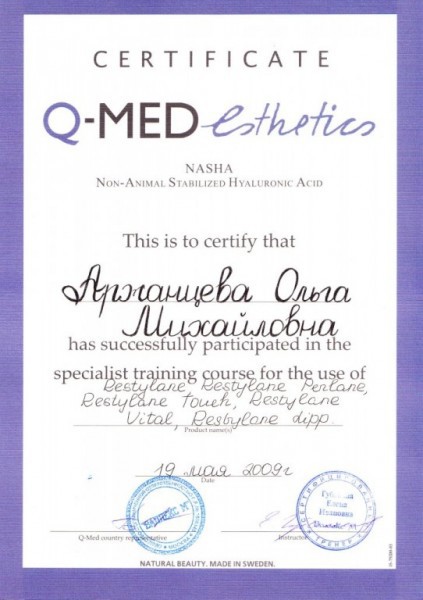 CERTIFICATE
Q-MED esthetics
NASHA
NON-ANIMAL STABILIZED HYALURONIC ACID
This is to certify that
Аржанцева Ольга
Михайловна
has successfully participated in the
specialist training course for the use of
Restylane, Restylane Perlane,
Restylane Touch, Restylane
Vital, Restylane Lipp.
Product name(s)
19 мая 2009г
Date
Q-Med country representative
Instructor
NATURAL BEAUTY. MADE IN SWEDEN.